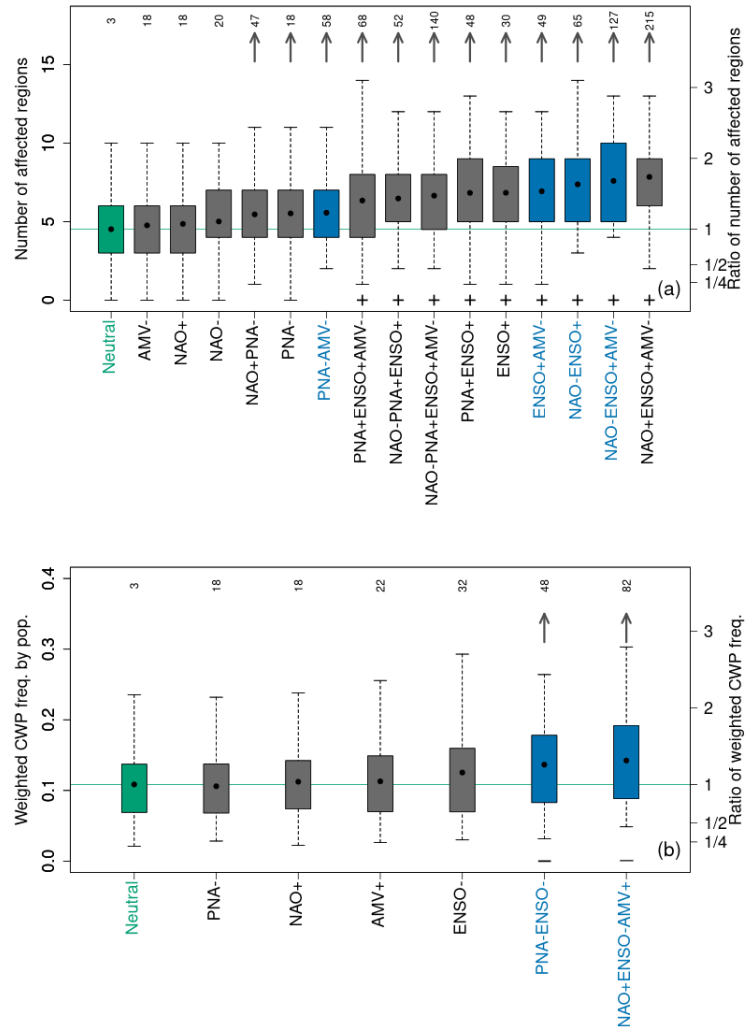 Number of affected regions
0 5 10 15
3 18 18 20 47 18 58 68 52 140 48 30 49 65 127 215
Ratio of number of affected regions
1/4 1/2 1 2 3
(a)
Neutral
AMV-
NAO+
NAO-
NAO+PNA-
PNA-
PNA-AMV-
PNA+ENSO+AMV-
NAO-PNA+ENSO+
NAO-PNA+ENSO+AMV-
PNA+ENSO+
ENSO+
ENSO+AMV-
NAO-ENSO+
NAO-ENSO+AMV-
NAO+ENSO+AMV-
Weighted CWP freq. by pop.
0.0 0.1 0.2 0.3 0.4
3 18 18 22 32 48 82
Ratio of weighted CWP freq.
1/4 1/2 1 2 3
(b)
Neutral
PNA-
NAO+
AMV+
ENSO-
PNA-ENSO-
NAO+ENSO-AMV+